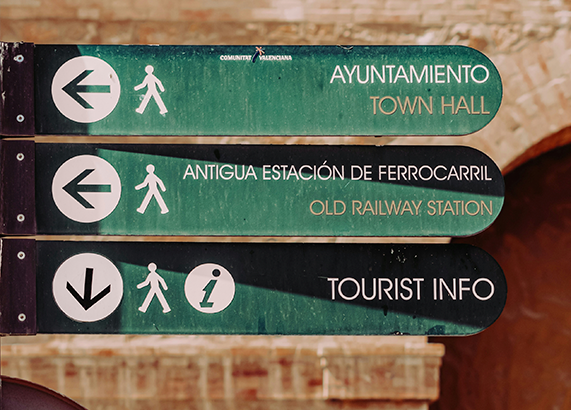 COMUNITAT VALENCIANA
AYUNTAMIENTO
TOWN HALL
ANTIGUA ESTACIÓN DE FERROCARRIL
OLD RAILWAY STATION
i TOURIST INFO